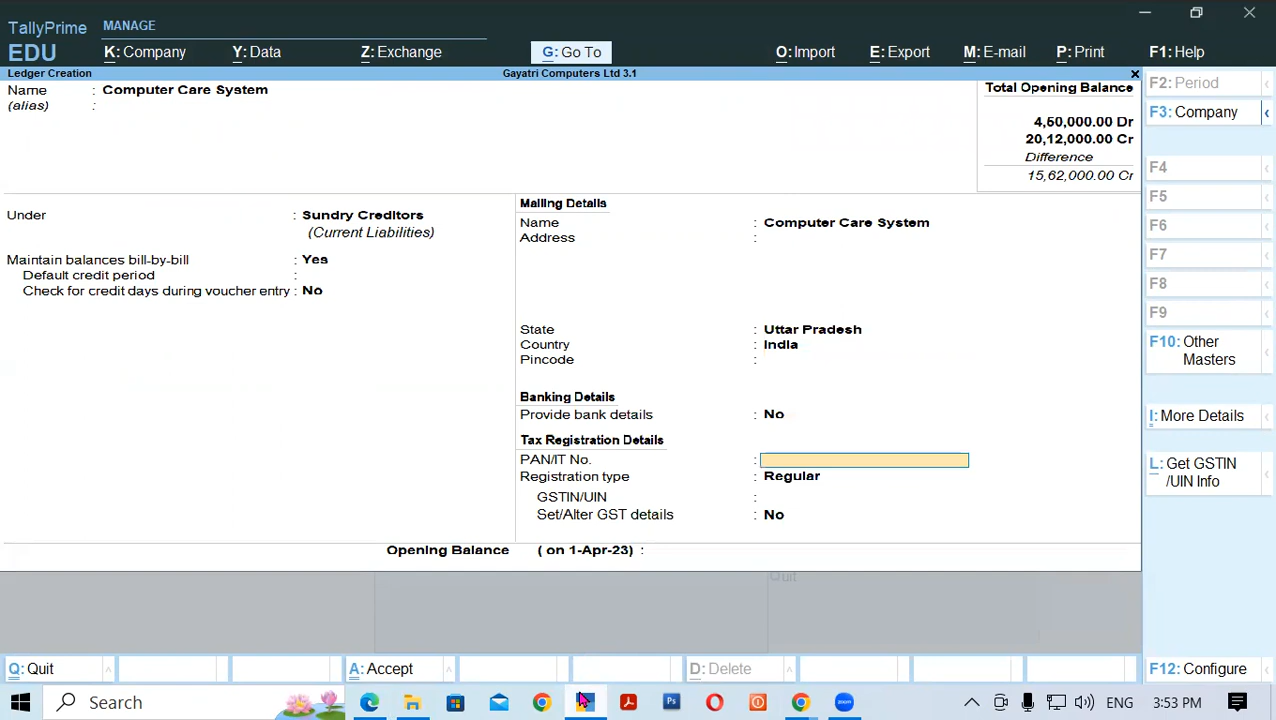 TallyPrime
MANAGE
EDU
K: Company
Y: Data
Z: Exchange
G: Go To
O: Import
E: Export
M: E-mail
P: Print
F1: Help
Ledger Creation
Gayatri Computers Ltd 3.1
Name : Computer Care System
(alias) :
Total Opening Balance
4,50,000.00 Dr
20,12,000.00 Cr
Difference
15,62,000.00 Cr
Under : Sundry Creditors
(Current Liabilities)
Maintain balances bill-by-bill : Yes
Default credit period :
Check for credit days during voucher entry : No
Mailing Details
Name : Computer Care System
Address :
State : Uttar Pradesh
Country : India
Pincode :
Banking Details
Provide bank details : No
Tax Registration Details
PAN/IT No. :
Registration type : Regular
GSTIN/UIN :
Set/Alter GST details : No
Opening Balance ( on 1-Apr-23) :
Quit
F2: Period
F3: Company
F4
F5
F6
F7
F8
F9
F10: Other
Masters
I: More Details
L: Get GSTIN
/UIN Info
Q: Quit
A: Accept
D: Delete
F12: Configure
Search
Ps
ENG
3:53 PM